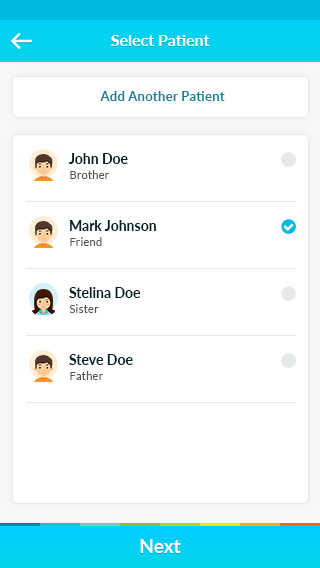 Select Patient
Add Another Patient
John Doe
Brother
Mark Johnson
Friend
Stelina Doe
Sister
Steve Doe
Father
Next